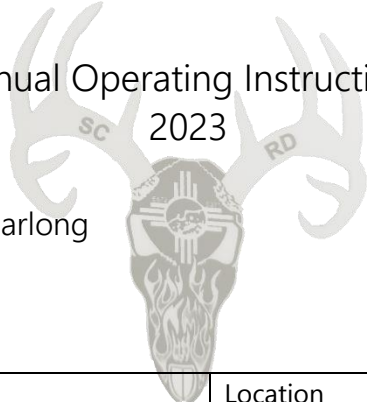 nual Operating Instructi
2023
SC
RD
arlong
Location